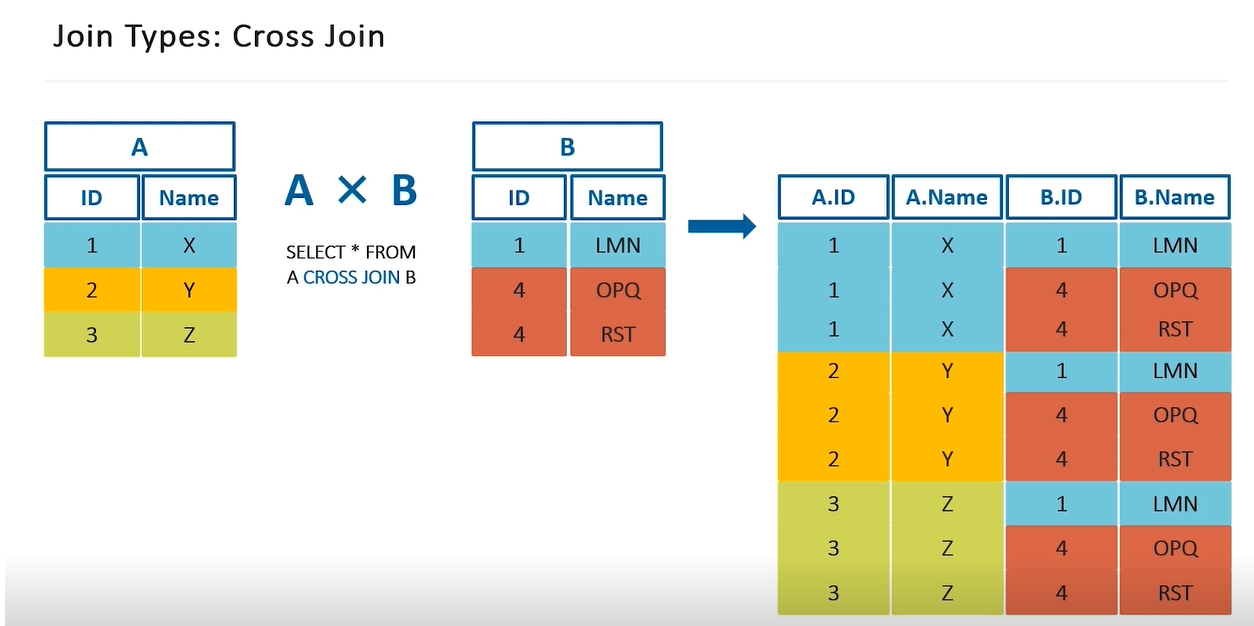 Join Types: Cross Join
A
ID Name
1 X
2 Y
3 Z
A × B
SELECT * FROM
A CROSS JOIN B
B
ID Name
1 LMN
4 OPQ
4 RST
A.ID A.Name B.ID B.Name
1 X 1 LMN
1 X 4 OPQ
1 X 4 RST
2 Y 1 LMN
2 Y 4 OPQ
2 Y 4 RST
3 Z 1 LMN
3 Z 4 OPQ
3 Z 4 RST